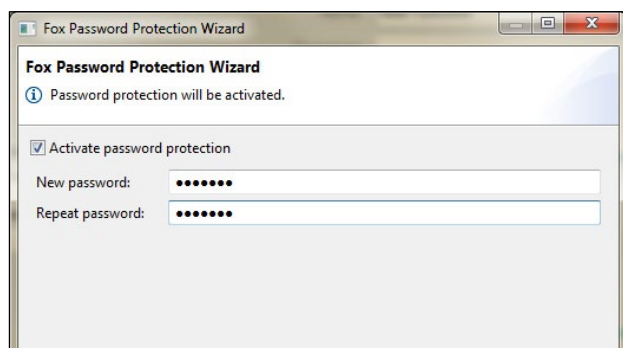 Fox Password Protection Wizard
Fox Password Protection Wizard
Password protection will be activated.
Activate password protection
New password: •••••••
Repeat password: •••••••